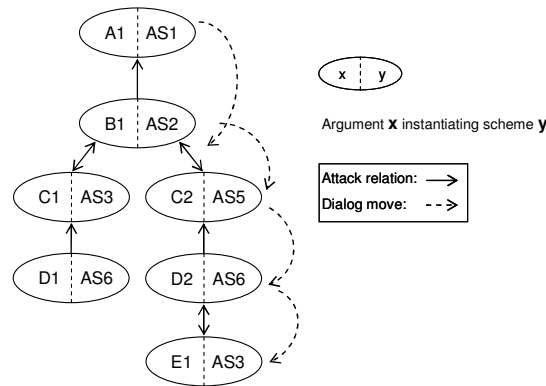 A1 AS1
x y
B1 AS2
Argument x instantiating scheme y
C1 AS3 C2 AS5
Attack relation:
Dialog move:
D1 AS6 D2 AS6
E1 AS3